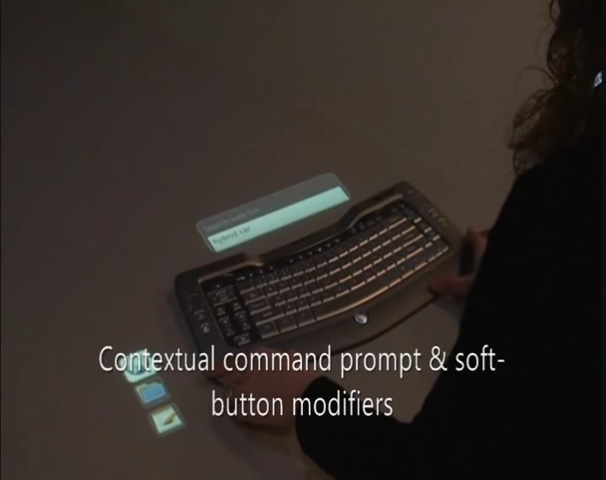 hybrid car
Contextual command prompt & soft-
button modifiers